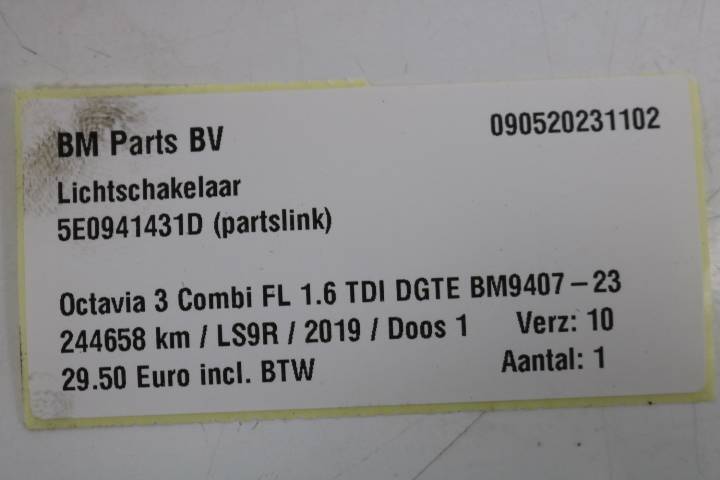 BM Parts BV 090520231102
Lichtschakelaar
5E0941431D (partslink)
Octavia 3 Combi FL 1.6 TDI DGTE BM9407-23
244658 km / LS9R / 2019 / Doos 1 Verz: 10
29.50 Euro incl. BTW Aantal: 1